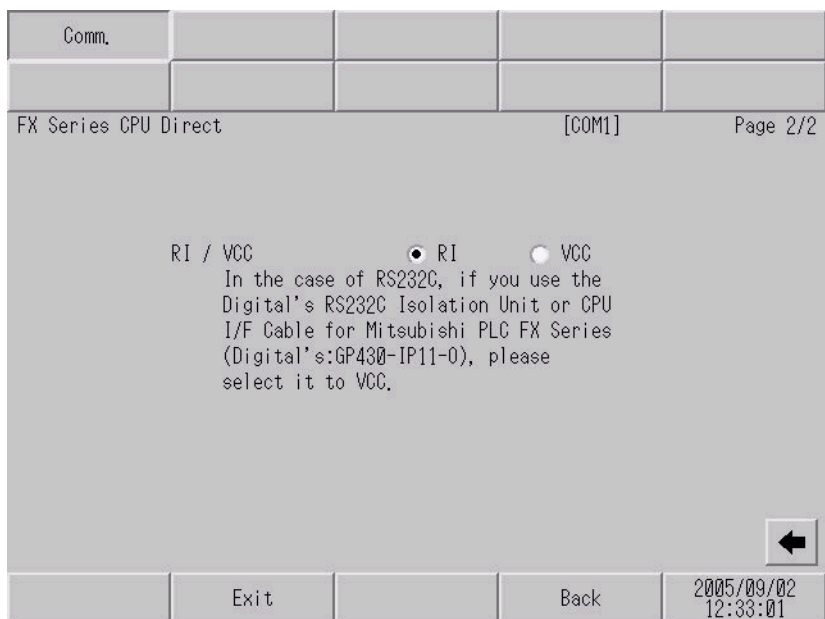 Comm.
FX Series CPU Direct [COM1] Page 2/2
RI / VCC RI VCC
In the case of RS232C, if you use the
Digital's RS232C Isolation Unit or CPU
I/F Cable for Mitsubishi PLC FX Series
(Digital's:GP430-IP11-O), please
select it to VCC.
Exit Back 2005/09/02
12:33:01